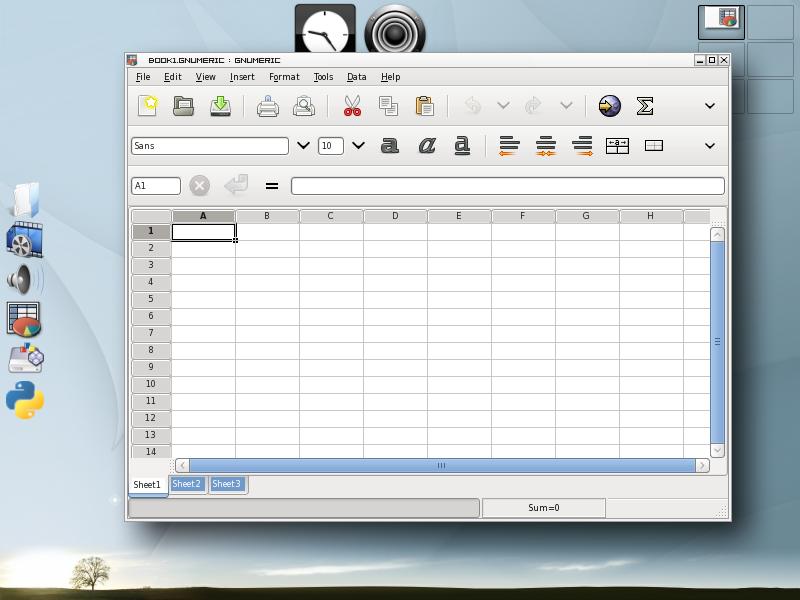 BOOK1.GNUMERIC : GNUMERIC
File Edit View Insert Format Tools Data Help
Sans 10 a a a a
A1 =
A B C D E F G H
1
2
3
4
5
6
7
8
9
10
11
12
13
14
Sheet1 Sheet2 Sheet3
Sum=0